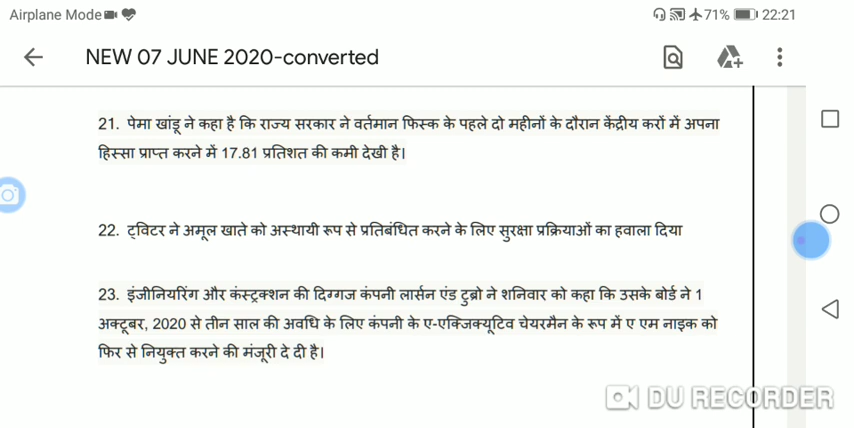 Airplane Mode 71% 22:21
NEW 07 JUNE 2020-converted
21. पेमा खांडू ने कहा है कि राज्य सरकार ने वर्तमान फिस्क के पहले दो महीनों के दौरान केंद्रीय करों में अपना
हिस्सा प्राप्त करने में 17.81 प्रतिशत की कमी देखी है।
22. ट्विटर ने अमूल खाते को अस्थायी रूप से प्रतिबंधित करने के लिए सुरक्षा प्रक्रियाओं का हवाला दिया
23. इंजीनियरिंग और कंस्ट्रक्शन की दिग्गज कंपनी लार्सन एंड टुब्रो ने शनिवार को कहा कि उसके बोर्ड ने 1
अक्टूबर, 2020 से तीन साल की अवधि के लिए कंपनी के ए-एक्जिक्यूटिव चेयरमैन के रूप में ए एम नाइक को
फिर से नियुक्त करने की मंजूरी दे दी है।
DU RECORDER